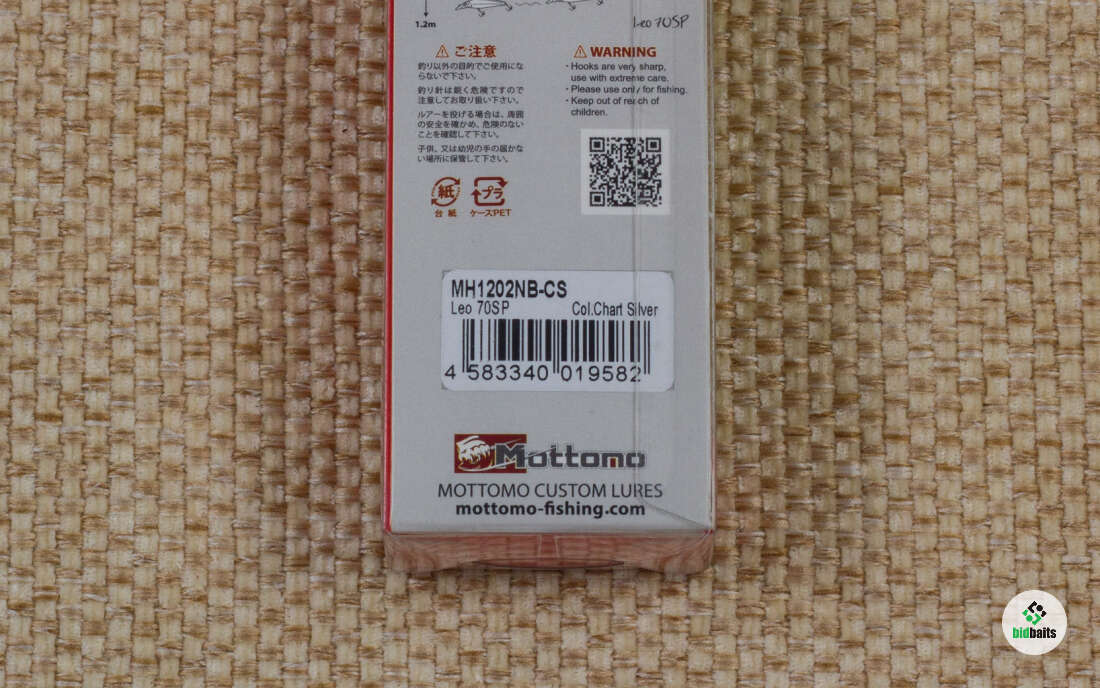 1.2m
Leo 70SP
ご注意
釣り以外の目的でご使用にな
らないで下さい。
釣り針は鋭く危険ですので
注意してお取り扱い下さい。
ルアーを投げる場合は、周囲
の安全を確かめ、危険のない
ことを確認して下さい。
子供、又は幼児の手の届かな
い場所に保管して下さい。
紙
台紙
プラ
ケースPET
WARNING
・Hooks are very sharp,
use with extreme care.
・Please use only for fishing.
・Keep out of reach of
children.
MH1202NB-CS
Leo 70SP Col.Chart Silver
4 583340 019582
Mottomo
MOTTOMO CUSTOM LURES
mottomo-fishing.com
bidbaits